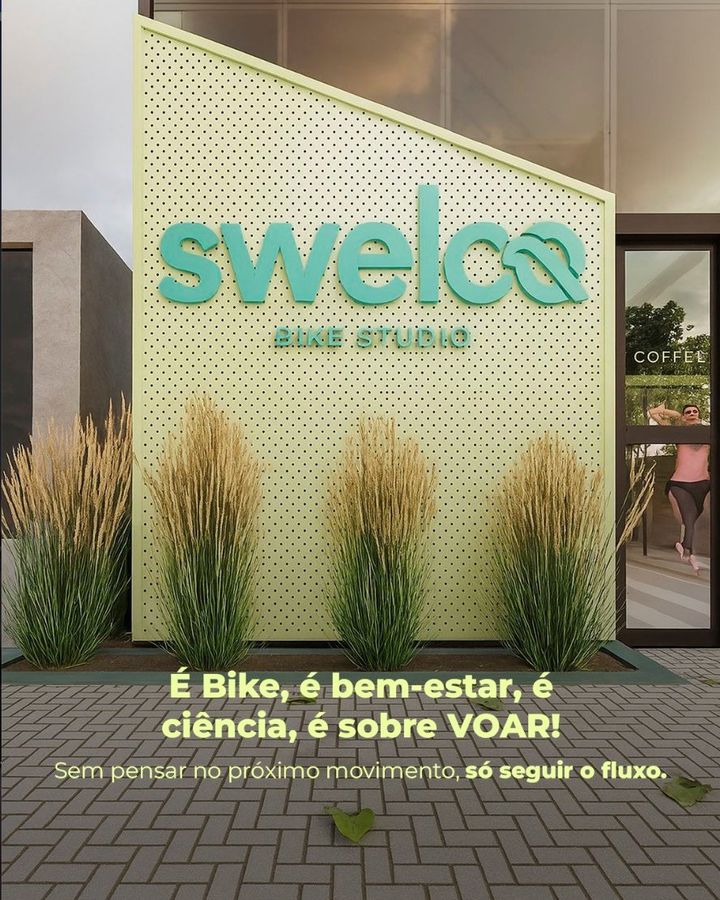 swelco
BIKE STUDIO
COFFEE
É Bike, é bem-estar, é
ciência, é sobre VOAR!
Sem pensar no próximo movimento, só seguir o fluxo.